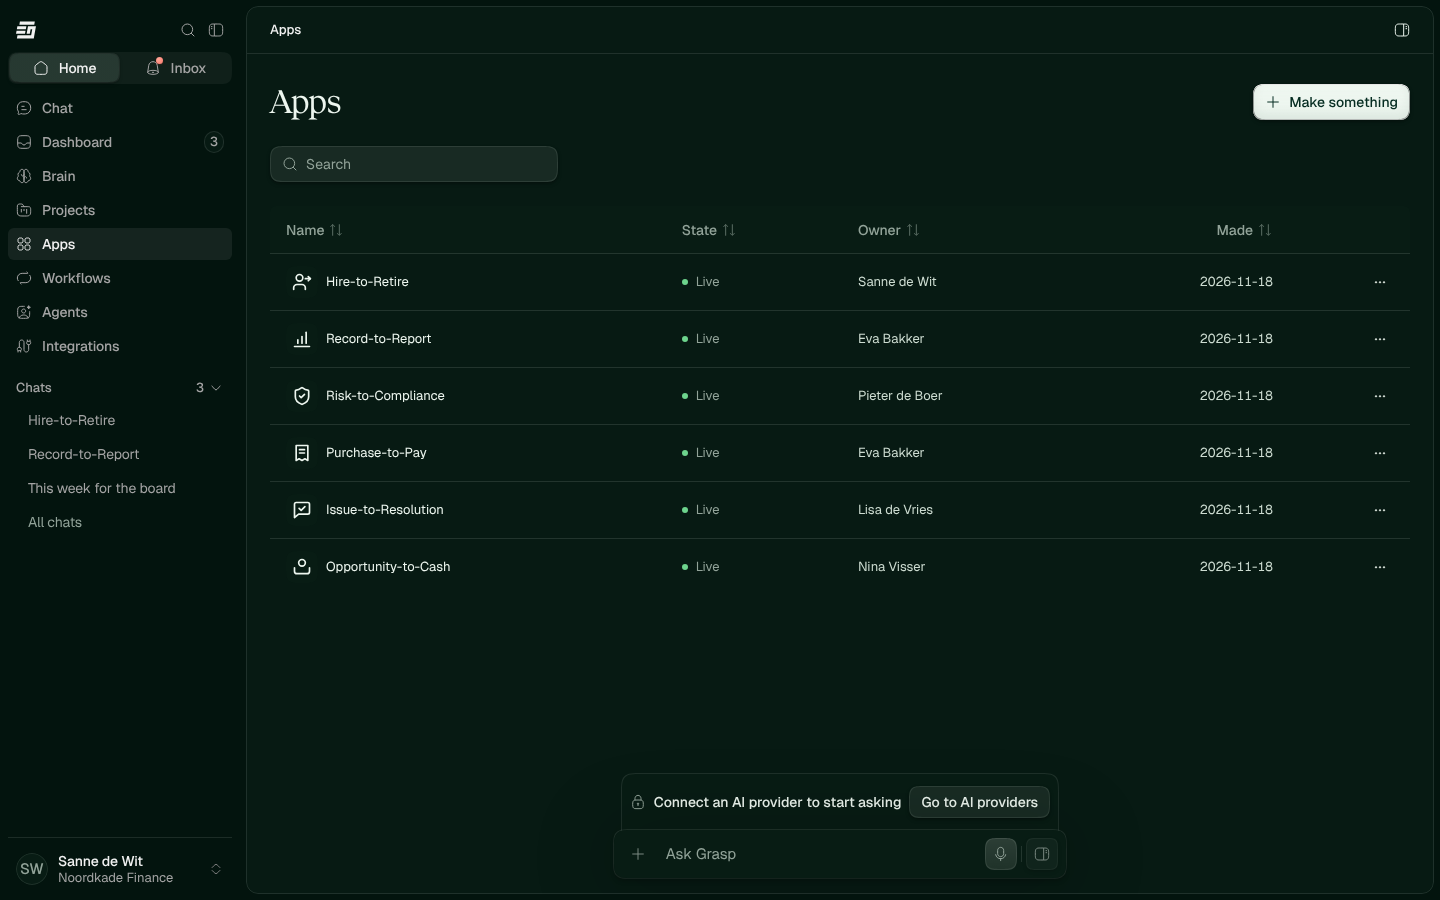 Apps
Home
Inbox
Chat
Dashboard 3
Brain
Projects
Apps
Workflows
Agents
Integrations
Chats 3
Hire-to-Retire
Record-to-Report
This week for the board
All chats
Sanne de Wit
SW
Noordkade Finance
Apps
Make something
Search
Name State Owner Made
Hire-to-Retire Live Sanne de Wit 2026-11-18
Record-to-Report Live Eva Bakker 2026-11-18
Risk-to-Compliance Live Pieter de Boer 2026-11-18
Purchase-to-Pay Live Eva Bakker 2026-11-18
Issue-to-Resolution Live Lisa de Vries 2026-11-18
Opportunity-to-Cash Live Nina Visser 2026-11-18
Connect an AI provider to start asking Go to AI providers
Ask Grasp